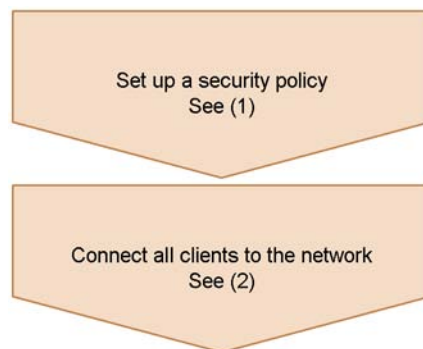 Set up a security policy
See (1)
Connect all clients to the network
See (2)